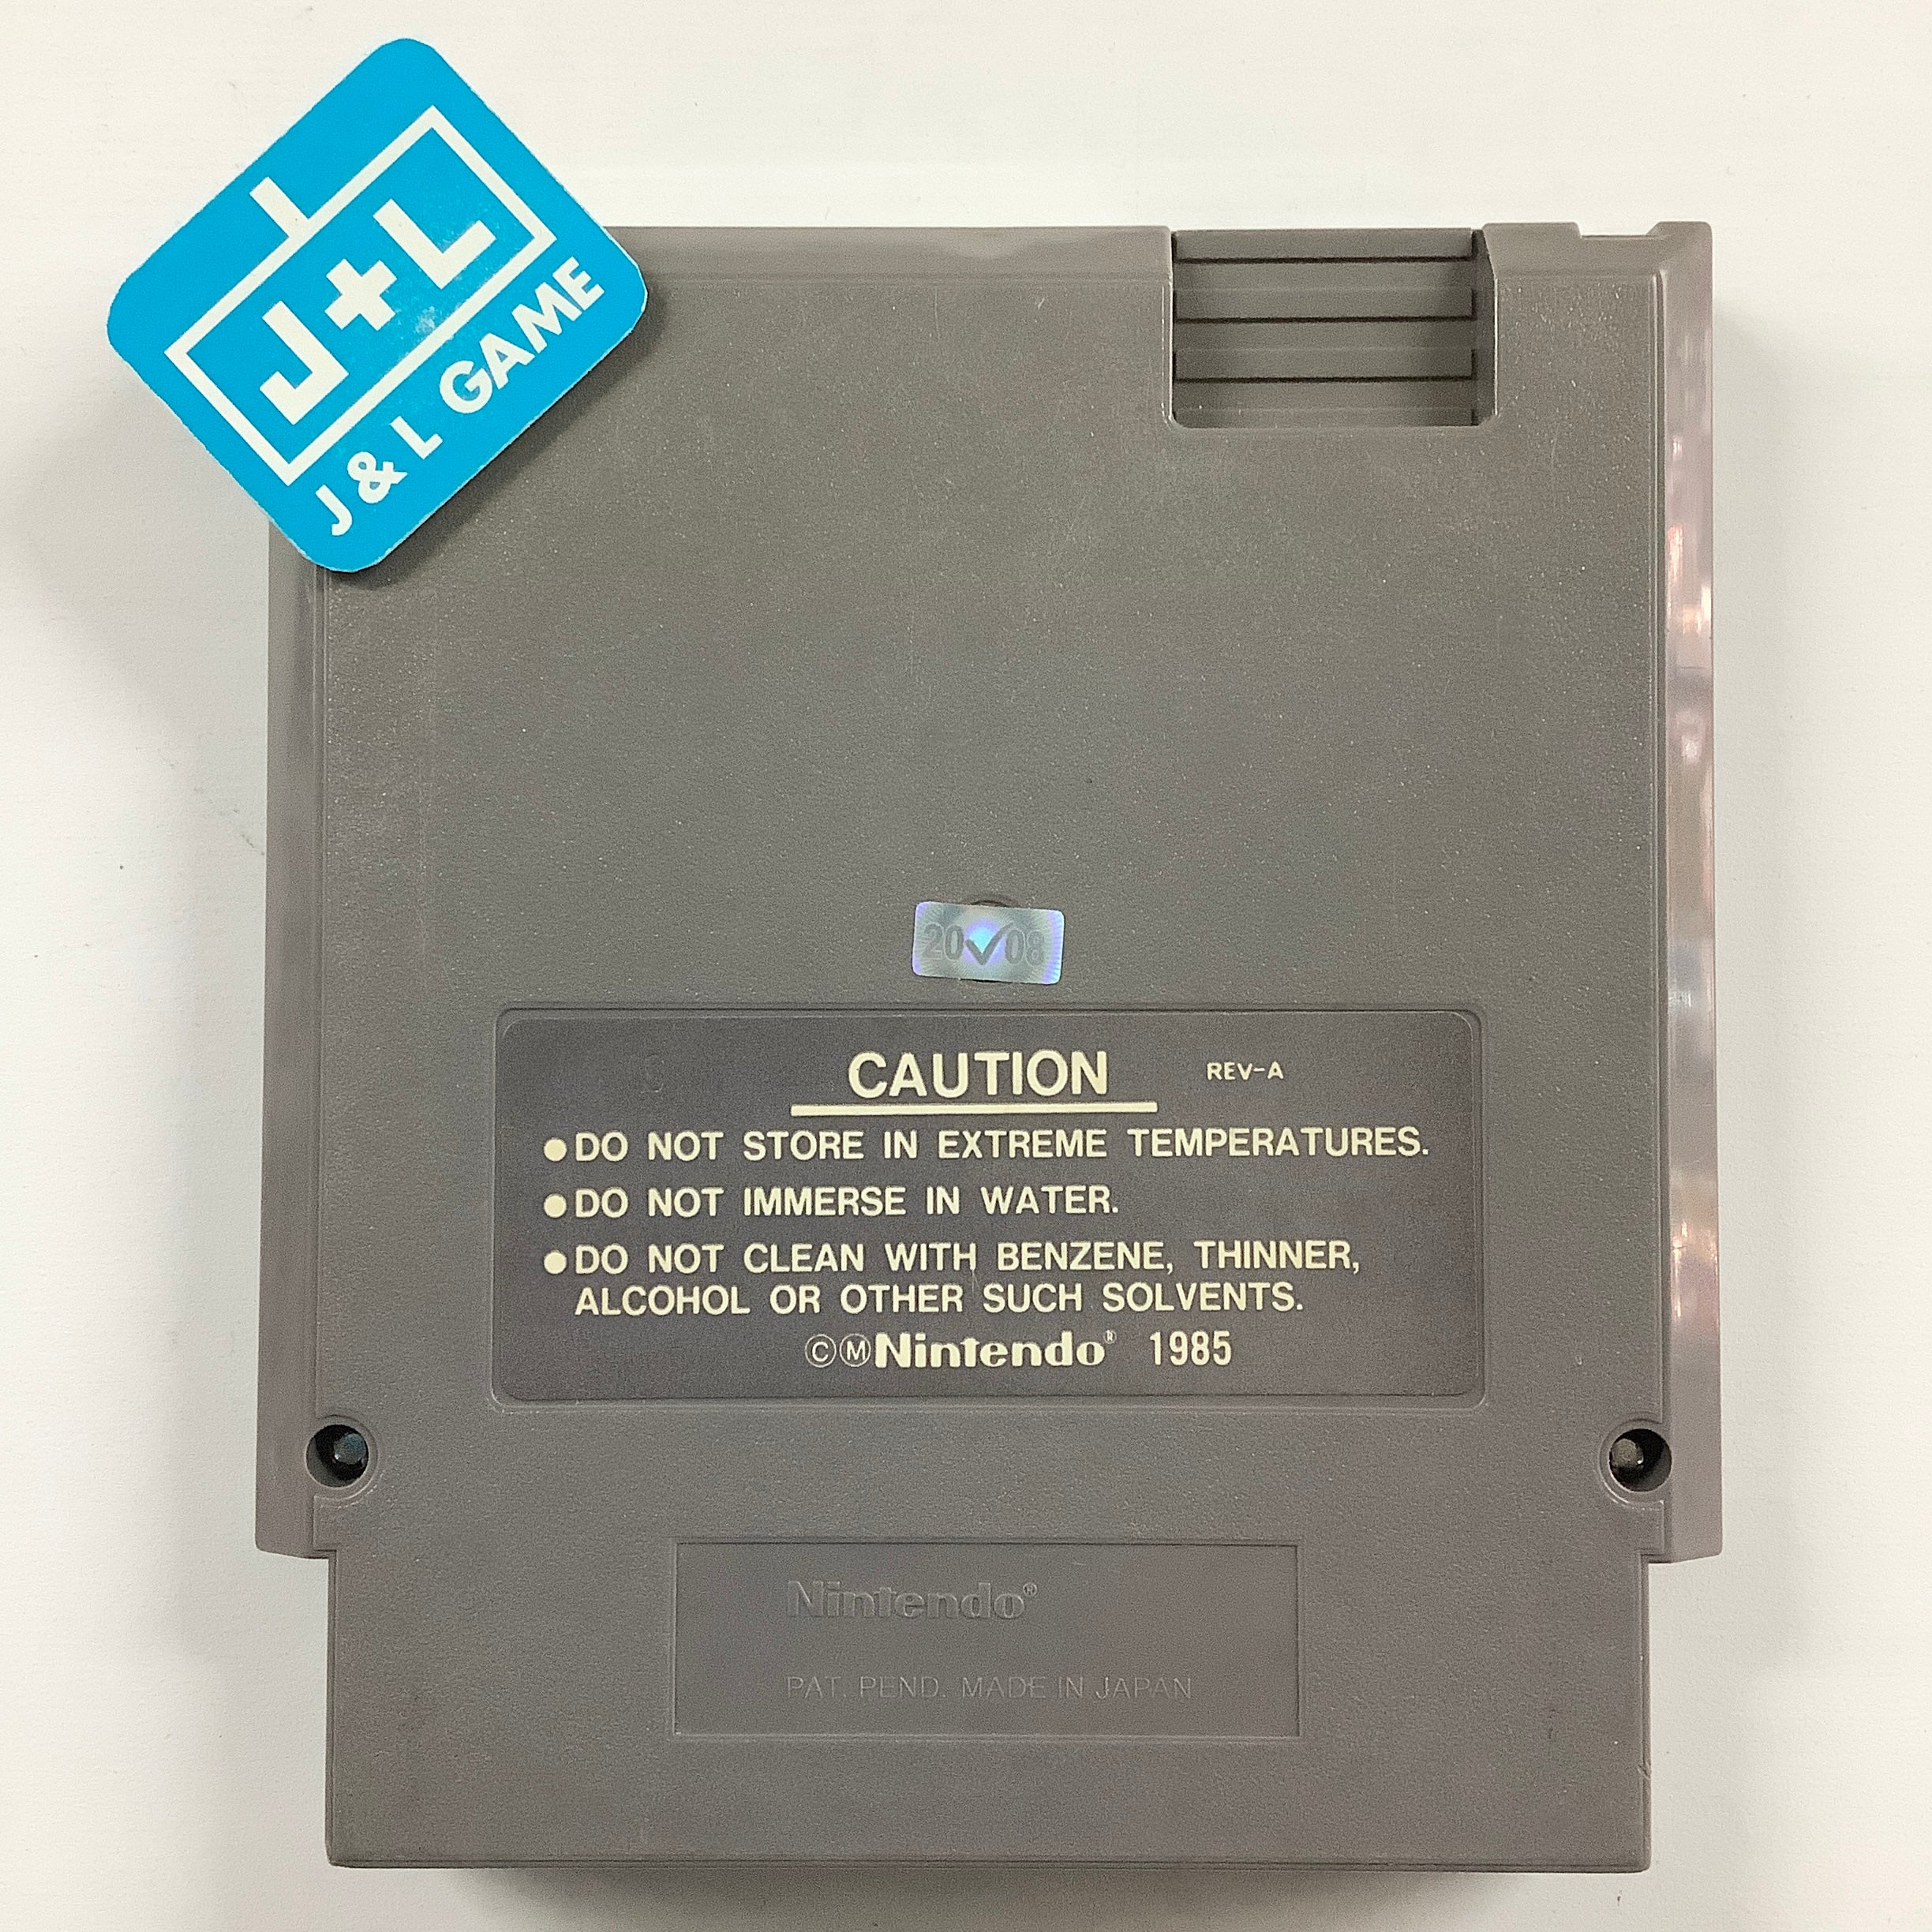 J+L
J & L GAME
20✓08
CAUTION REV-A
●DO NOT STORE IN EXTREME TEMPERATURES.
●DO NOT IMMERSE IN WATER.
●DO NOT CLEAN WITH BENZENE, THINNER,
ALCOHOL OR OTHER SUCH SOLVENTS.
ⒸⓂNintendo® 1985
Nintendo®
PAT. PEND. MADE IN JAPAN